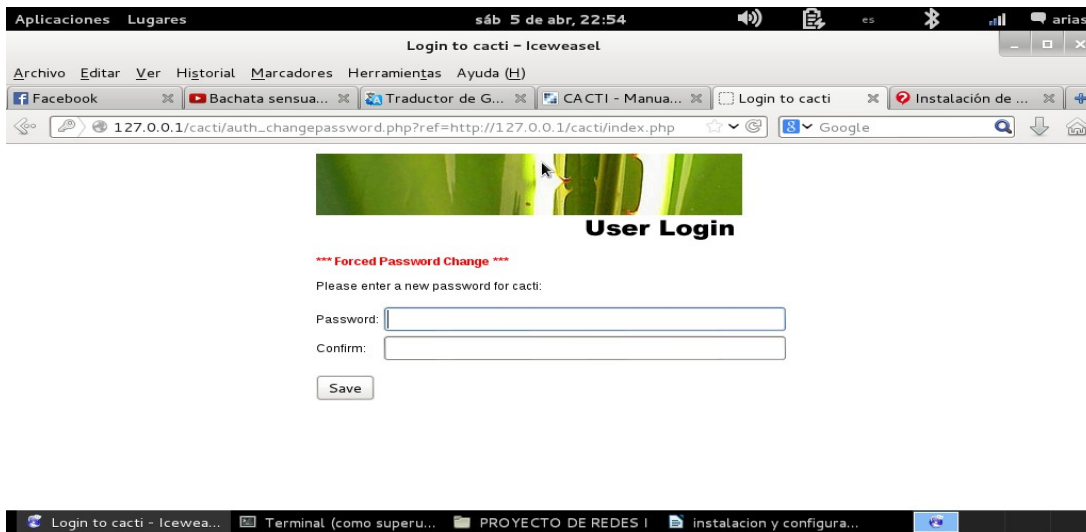 Aplicaciones Lugares sáb 5 de abr, 22:54 es arias
Login to cacti - Iceweasel
Archivo Editar Ver Historial Marcadores Herramientas Ayuda (H)
Facebook Bachata sensua... Traductor de G... CACTI - Manua... Login to cacti Instalación de ...
127.0.0.1/cacti/auth_changepassword.php?ref=http://127.0.0.1/cacti/index.php Google
User Login
*** Forced Password Change ***
Please enter a new password for cacti:
Password:
Confirm:
Save
Login to cacti - Icewea... Terminal (como superu... PROYECTO DE REDES I instalacion y configura...